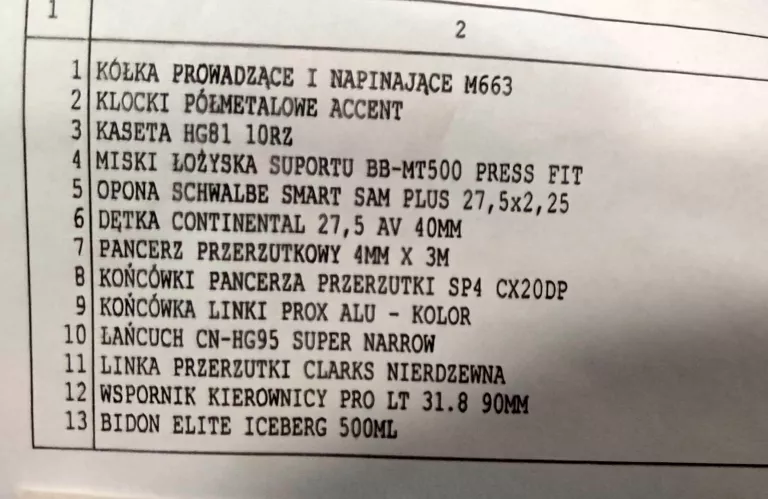 1 2
1 KÓŁKA PROWADZĄCE I NAPINAJĄCE M663
2 KLOCKI PÓŁMETALOWE ACCENT
3 KASETA HG81 10RZ
4 MISKI ŁOŻYSKA SUPORTU BB-MT500 PRESS FIT
5 OPONA SCHWALBE SMART SAM PLUS 27,5x2,25
6 DĘTKA CONTINENTAL 27,5 AV 40MM
7 PANCERZ PRZERZUTKOWY 4MM X 3M
8 KOŃCÓWKI PANCERZA PRZERZUTKI SP4 CX20DP
9 KOŃCÓWKA LINKI PROX ALU - KOLOR
10 ŁAŃCUCH CN-HG95 SUPER NARROW
11 LINKA PRZERZUTKI CLARKS NIERDZEWNA
12 WSPORNIK KIEROWNICY PRO LT 31.8 90MM
13 BIDON ELITE ICEBERG 500ML